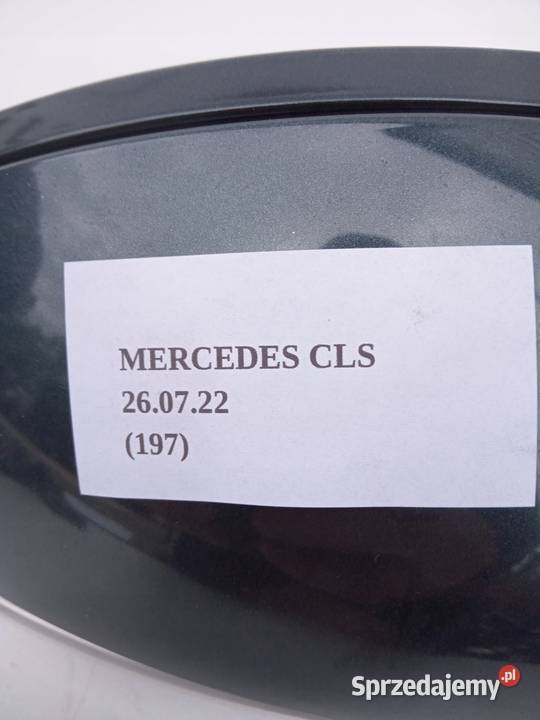 MERCEDES CLS
26.07.22
(197)
Sprzedajemy.pl